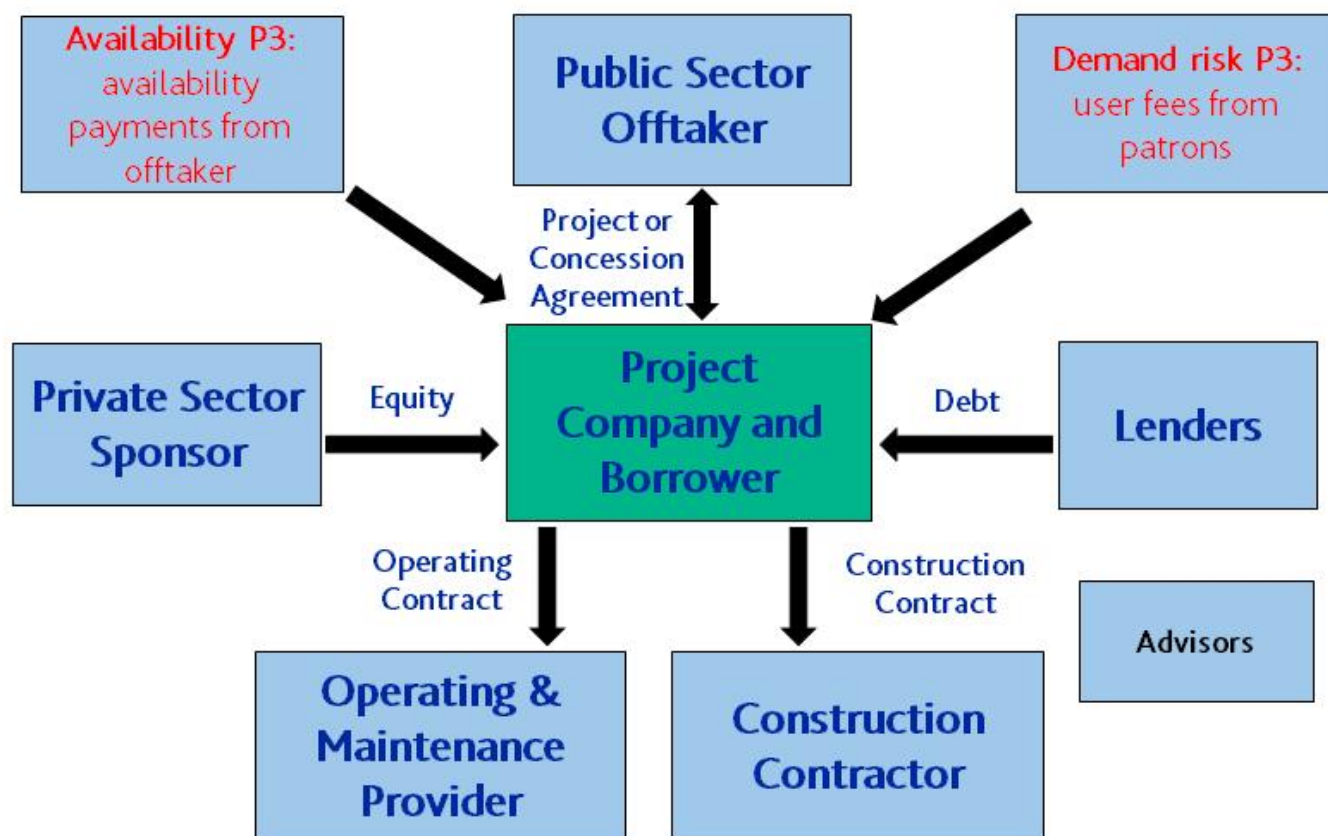 Availability P3:
availability
payments from
offtaker
Public Sector
Offtaker
Demand risk P3:
user fees from
patrons
Project or
Concession
Agreement
Private Sector
Sponsor
Equity
Project
Company and
Borrower
Debt
Lenders
Operating
Contract
Construction
Contract
Advisors
Operating &
Maintenance
Provider
Construction
Contractor